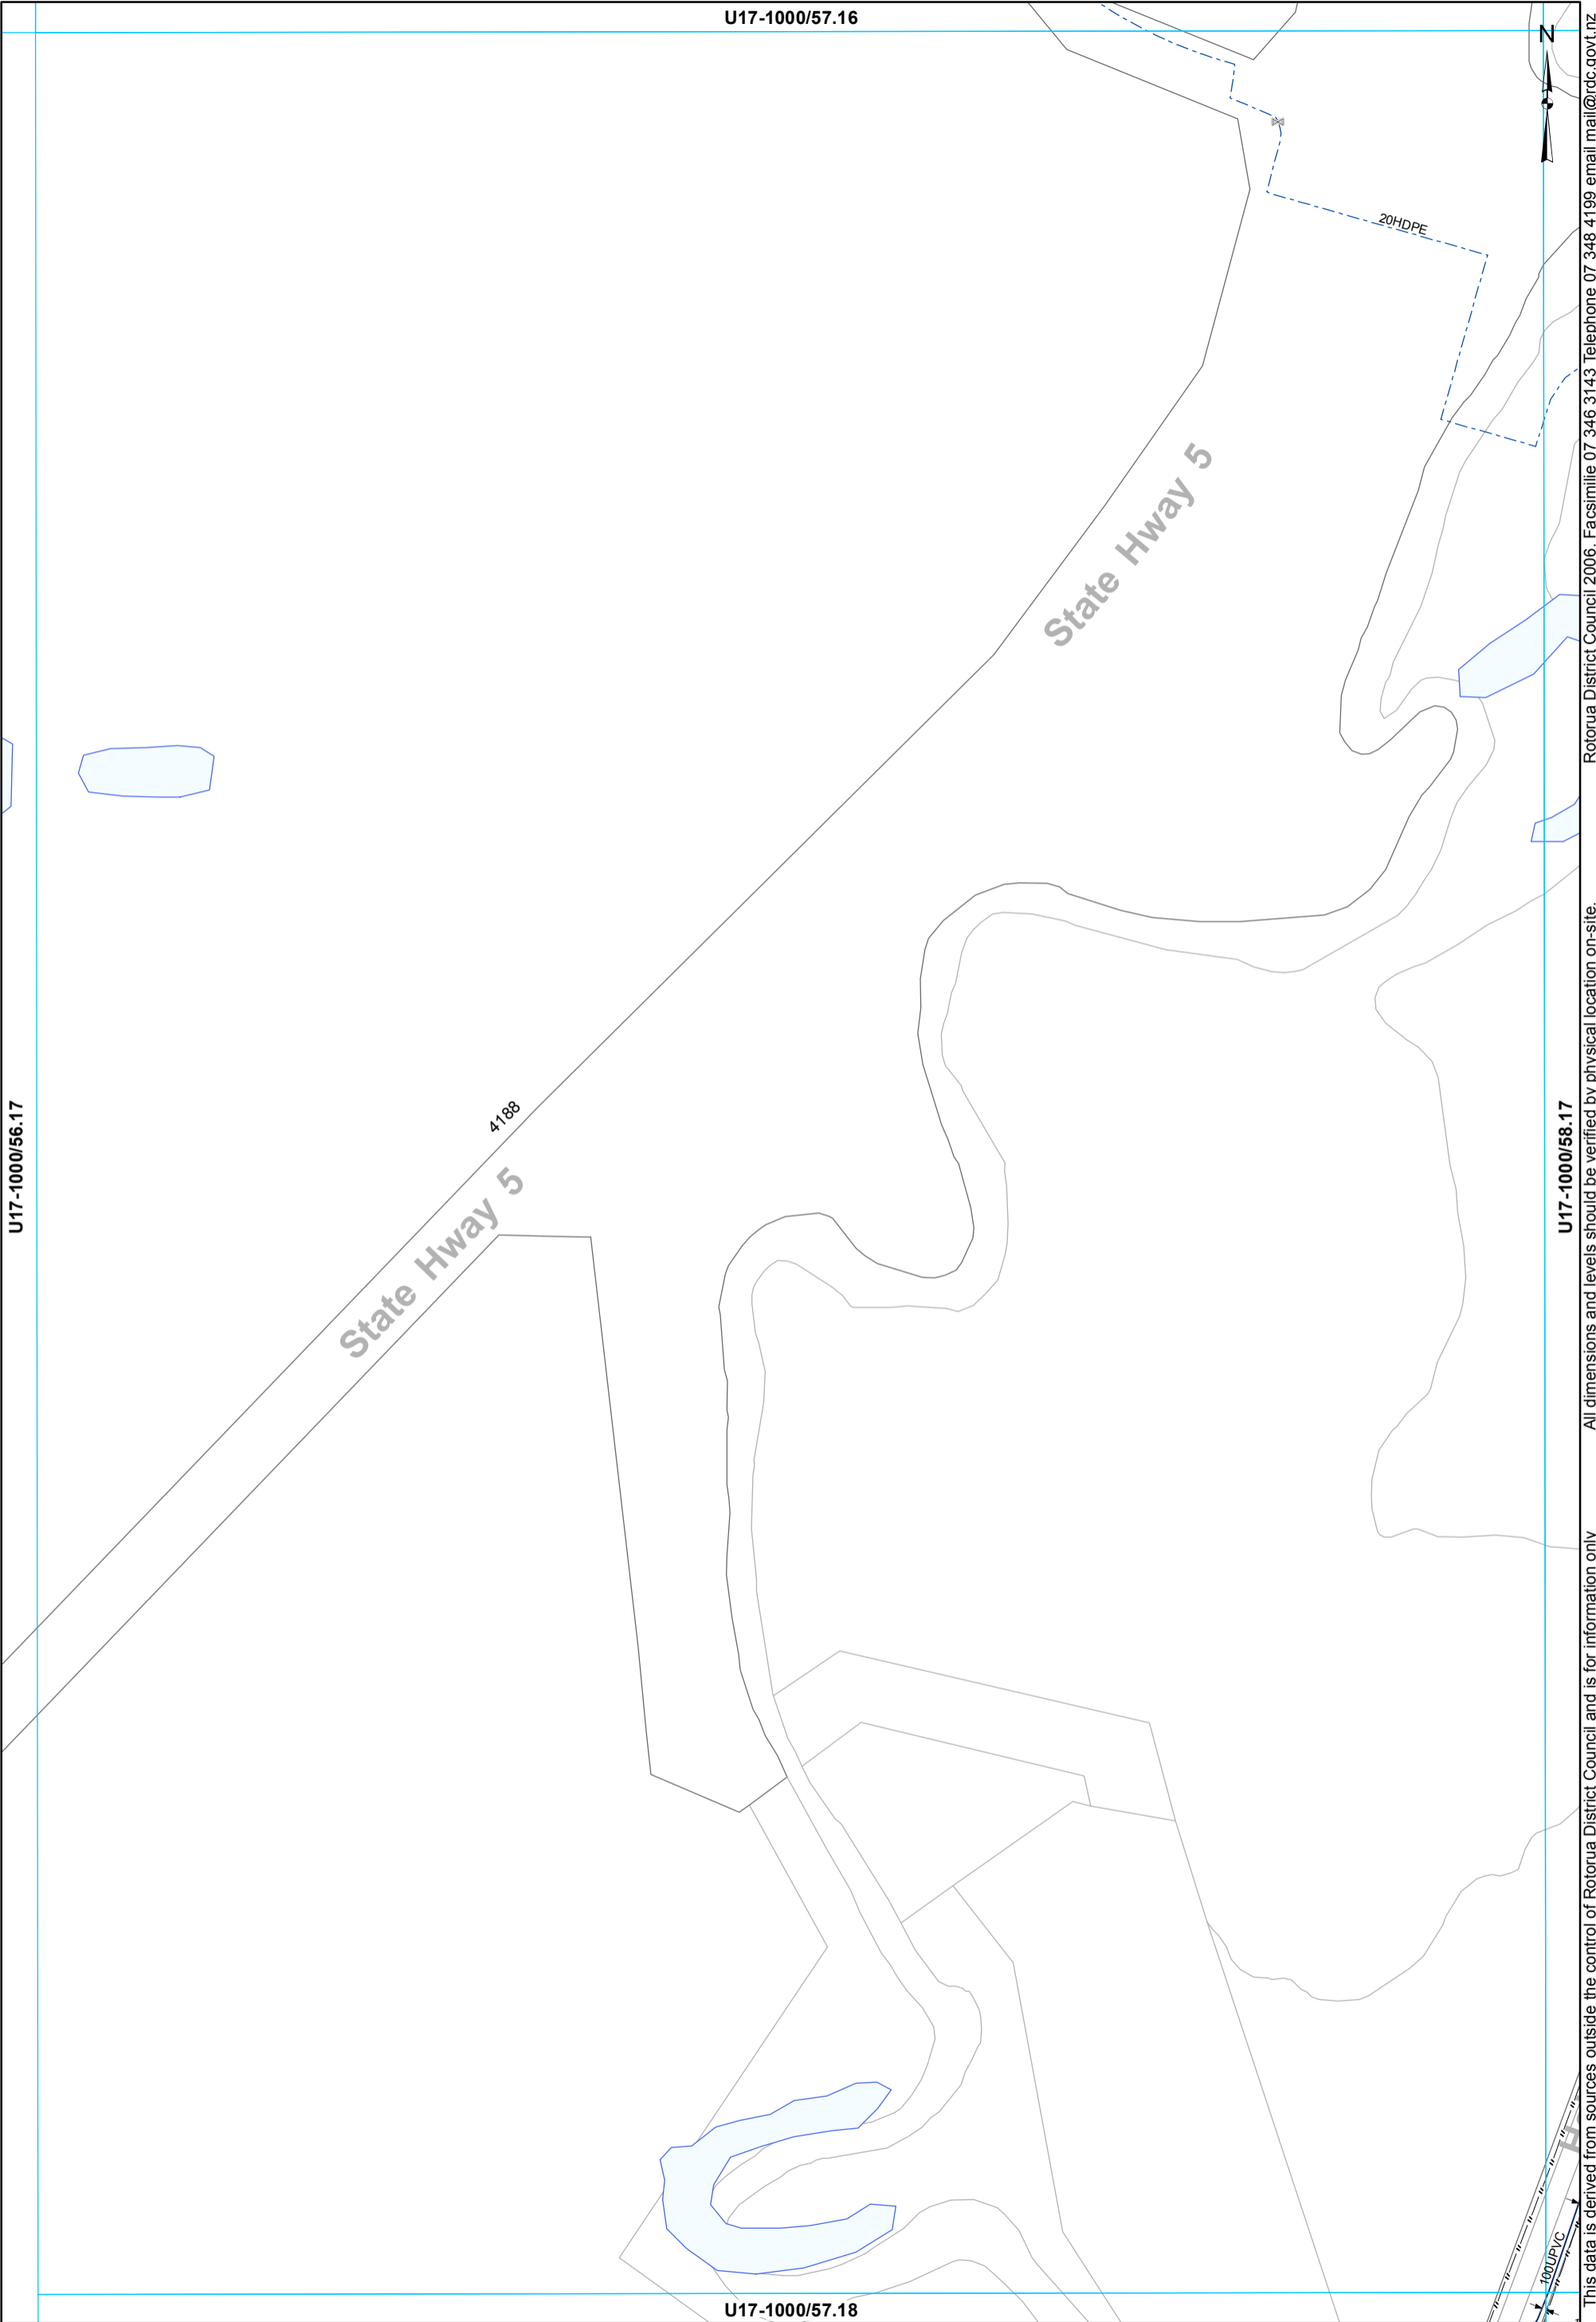 U17-1000/57.16
N
20HDPE
State Hway 5
4188
State Hway 5
U17-1000/56.17
U17-1000/58.17
100UPVC
H
U17-1000/57.18
This data is derived from sources outside the control of Rotorua District Council and is for information only
All dimensions and levels should be verified by physical location on-site.
Rotorua District Council 2006. Facsimilie 07 346 3143 Telephone 07 348 4199 email mail@rdc.govt.nz